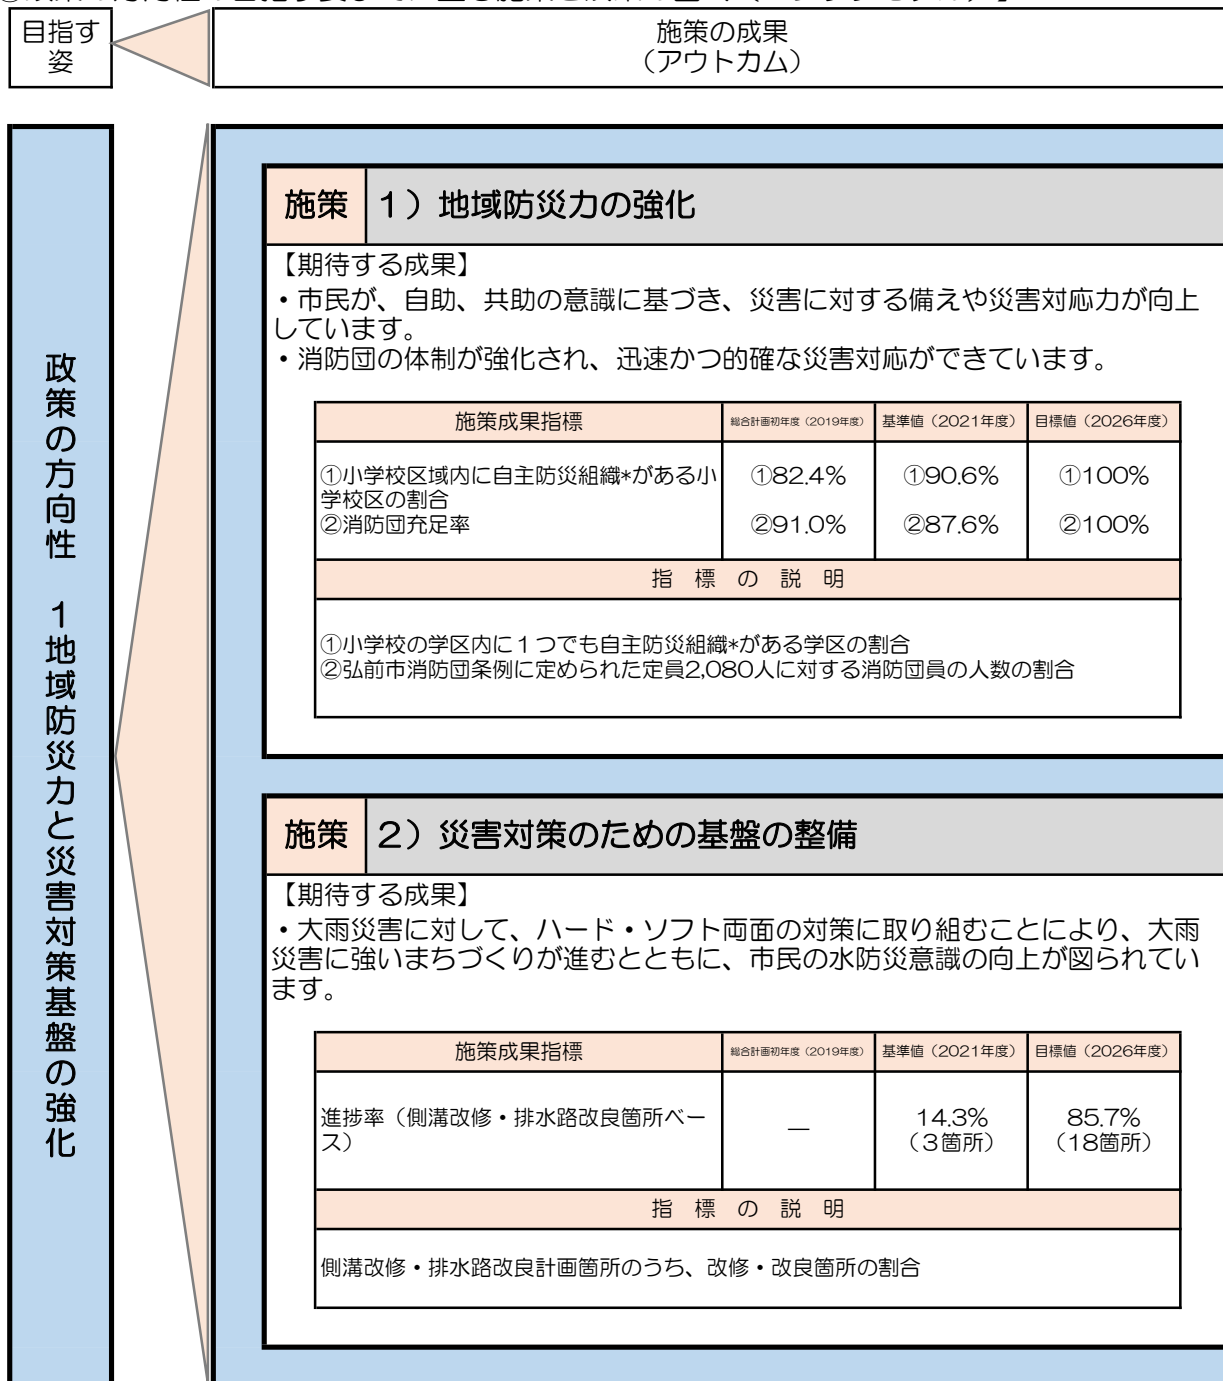 目指す
姿
施策の成果
（アウトカム）
政策の方向性　１地域防災力と災害対策基盤の強化
施策　１）地域防災力の強化
【期待する成果】
・市民が、自助、共助の意識に基づき、災害に対する備えや災害対応力が向上
しています。
・消防団の体制が強化され、迅速かつ的確な災害対応ができています。
施策成果指標　総合計画初年度（2019年度）　基準値（2021年度）　目標値（2026年度）
①小学校区域内に自主防災組織*がある小　①82.4%　①90.6%　①100%
学校区の割合
②消防団充足率　②91.0%　②87.6%　②100%
指　標　の　説　明
①小学校の学区内に１つでも自主防災組織*がある学区の割合
②弘前市消防団条例に定められた定員2,080人に対する消防団員の人数の割合
施策　２）災害対策のための基盤の整備
【期待する成果】
・大雨災害に対して、ハード・ソフト両面の対策に取り組むことにより、大雨
災害に強いまちづくりが進むとともに、市民の水防災意識の向上が図られてい
ます。
施策成果指標　総合計画初年度（2019年度）　基準値（2021年度）　目標値（2026年度）
進捗率（側溝改修・排水路改良箇所ベー　—　14.3%　85.7%
ス）　（３箇所）　（18箇所）
指　標　の　説　明
側溝改修・排水路改良計画箇所のうち、改修・改良箇所の割合